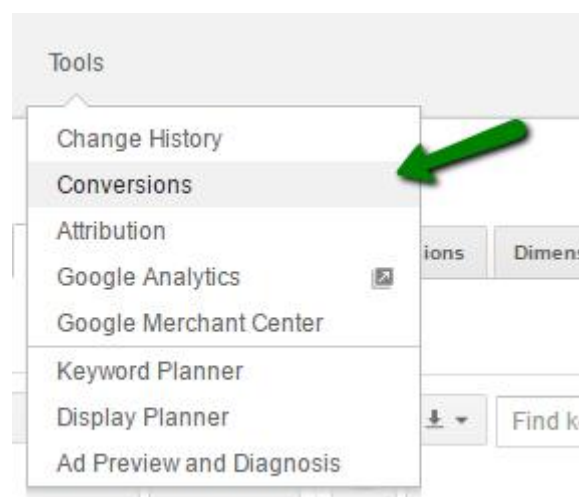 Tools
Change History
Conversions
Attribution
Google Analytics
Google Merchant Center
Keyword Planner
Display Planner
Ad Preview and Diagnosis
ions
Dimens
Find k